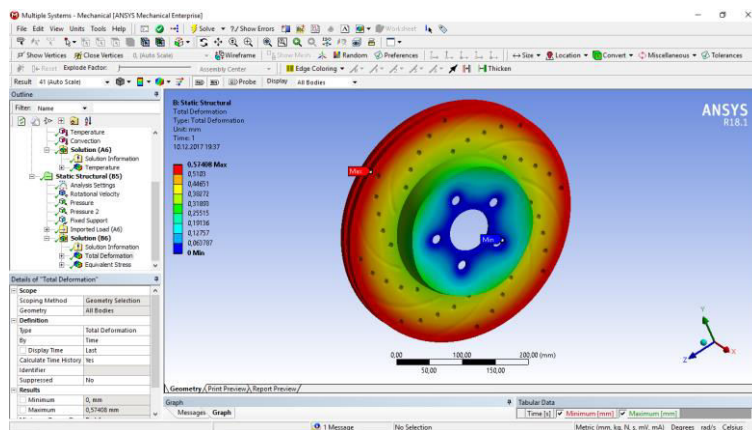 Multiple Systems - Mechanical [ANSYS Mechanical Enterprise]
File Edit View Units Tools Help
Solve ?/Show Errors Worksheet
Show Vertices Close Vertices Wireframe Show Mesh Random Preferences Size Location Convert Miscellaneous Tolerances
Reset Explode Factor: Assembly Center Edge Coloring Thicken
Result 41 (Auto Scale) Probe Display All Bodies
Outline
Filter: Name
Temperature
Convection
Solution (A6)
Solution Information
Temperature
Static Structural (B5)
Analysis Settings
Rotational Velocity
Pressure
Pressure 2
Fixed Support
Imported Load (A6)
Solution (B6)
Solution Information
Total Deformation
Equivalent Stress
Details of "Total Deformation"
Scope
Scoping Method Geometry Selection
Geometry All Bodies
Definition
Type Total Deformation
By Time
Display Time Last
Calculate Time History Yes
Identifier
Suppressed No
Results
Minimum 0, mm
Maximum 0,57408 mm
B: Static Structural
Total Deformation
Type: Total Deformation
Unit: mm
Time: 1
10.12.2017 19:37
0,57408 Max
0,5103
0,44651
0,38272
0,31893
0,25515
0,19136
0,12757
0,063787
0 Min
Max
Min
ANSYS
R18.1
0,00 100,00 200,00 (mm)
50,00 150,00
Y
X
Z
Geometry Print Preview Report Preview
Graph
Messages Graph
Tabular Data
Time [s] Minimum [mm] Maximum [mm]
1 Message No Selection Metric (mm, kg, N, s, mV, mA) Degrees rad/s Celsius